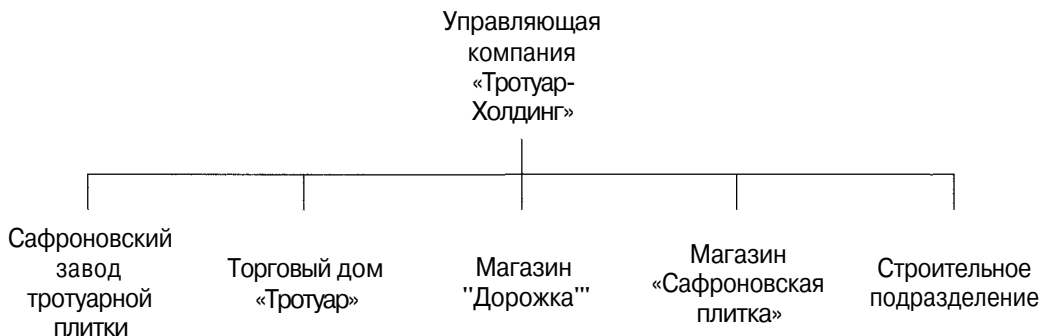 Управляющая
компания
«Тротуар-
Холдинг»
Сафроновский
завод
тротуарной
плитки
Торговый дом
«Тротуар»
Магазин
"Дорожка'"
Магазин
«Сафроновская
плитка»
Строительное
подразделение